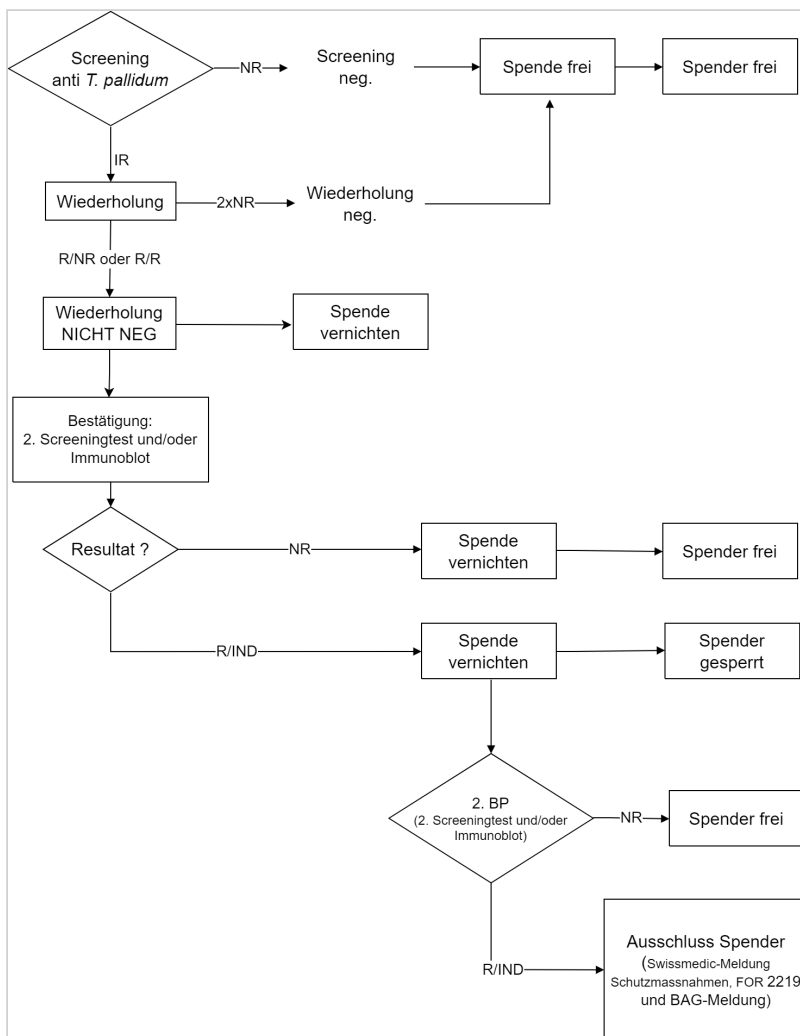 Screening
anti T. pallidum
NR
Screening
neg.
Spende frei
Spender frei
IR
Wiederholung
2xNR
Wiederholung
neg.
R/NR oder R/R
Wiederholung
NICHT NEG
Spende
vernichten
Bestätigung:
2. Screeningtest und/oder
Immunoblot
Resultat ?
NR
Spende
vernichten
Spender frei
R/IND
Spende
vernichten
Spender
gesperrt
2. BP
(2. Screeningtest und/oder
Immunoblot)
NR
Spender frei
R/IND
Ausschluss Spender
(Swissmedic-Meldung
Schutzmassnahmen, FOR 2219
und BAG-Meldung)